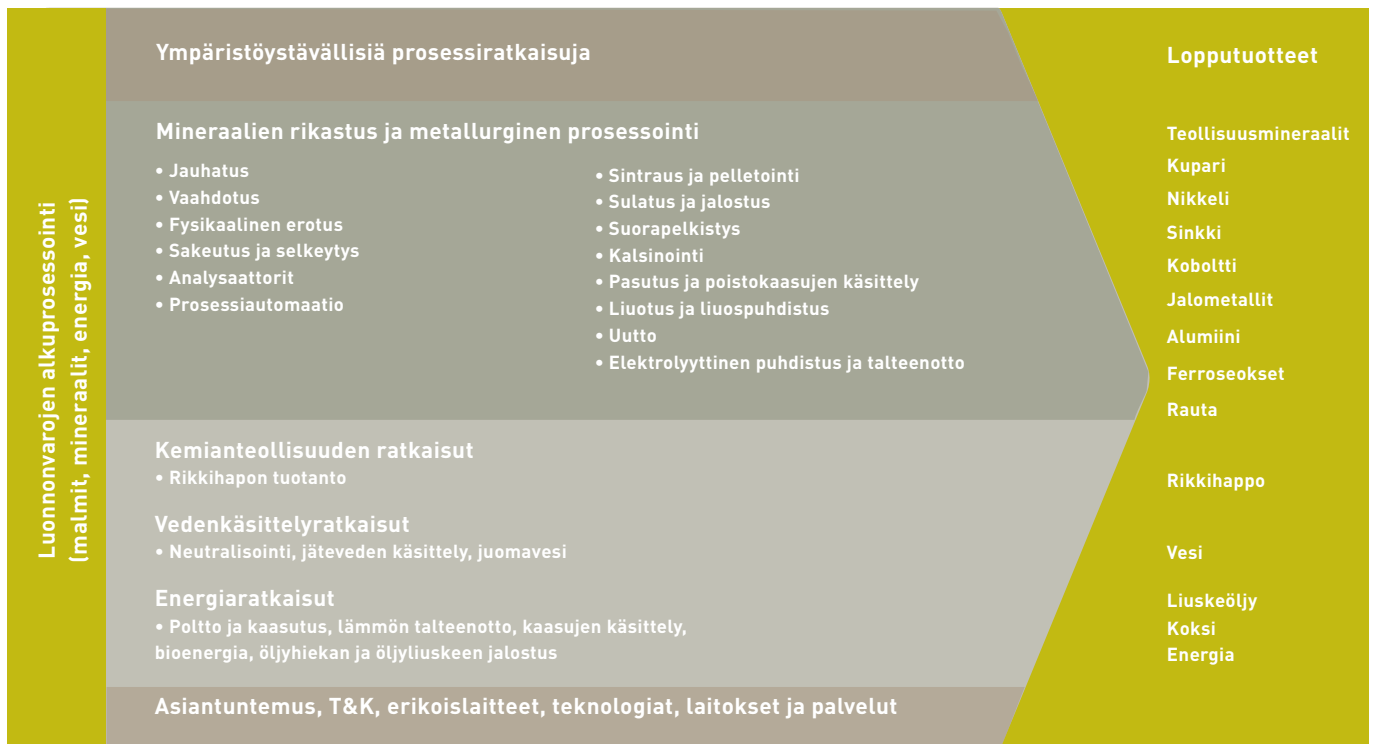 Luonnonvarojen alkuprosessointi
(malmit, mineraalit, energia, vesi)
Ympäristöystävällisiä prosessiratkaisuja
Mineraalien rikastus ja metallurginen prosessointi
• Jauhatus
• Vaahdotus
• Fysikaalinen erotus
• Sakeutus ja selkeytys
• Analysaattorit
• Prosessiautomaatio
• Sintraus ja pelletointi
• Sulatus ja jalostus
• Suorapelkistys
• Kalsinointi
• Pasutus ja poistokaasujen käsittely
• Liuotus ja liuospuhdistus
• Uutto
• Elektrolyyttinen puhdistus ja talteenotto
Kemianteollisuuden ratkaisut
• Rikkihapon tuotanto
Vedenkäsittelyratkaisut
• Neutralisointi, jäteveden käsittely, juomavesi
Energiaratkaisut
• Poltto ja kaasutus, lämmön talteenotto, kaasujen käsittely,
bioenergia, öljyhiekan ja öljyliuskeen jalostus
Asiantuntemus, T&K, erikoislaitteet, teknologiat, laitokset ja palvelut
Lopputuotteet
Teollisuusmineraalit
Kupari
Nikkeli
Sinkki
Koboltti
Jalometallit
Alumiini
Ferroseokset
Rauta
Rikkihappo
Vesi
Liuskeöljy
Koksi
Energia